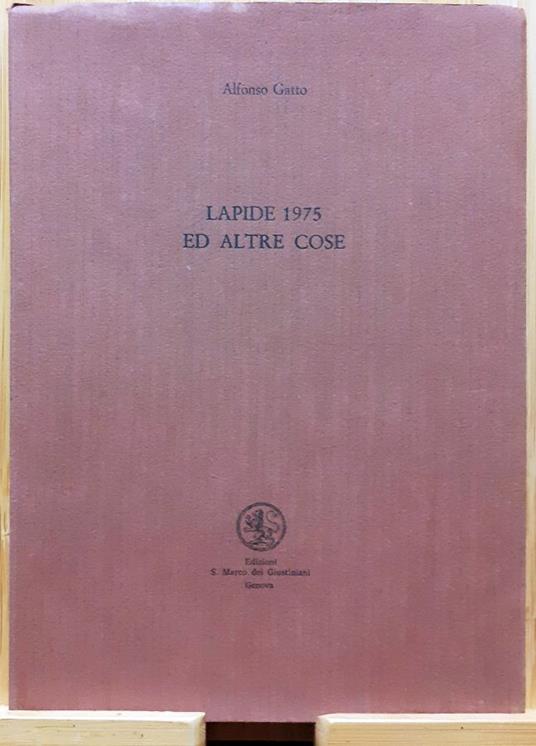 Alfonso Gatto
LAPIDE 1975
ED ALTRE COSE
Edizioni
S. Marco dei Giustiniani
Genova